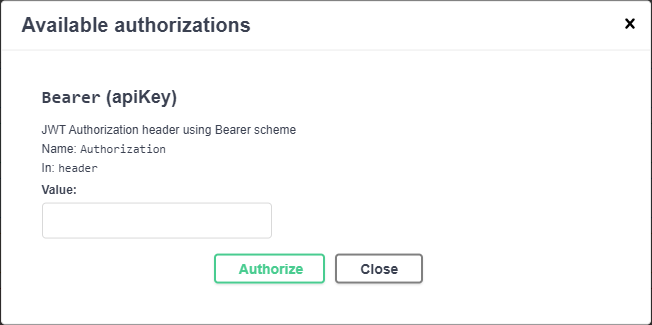 Available authorizations
x
Bearer (apiKey)
JWT Authorization header using Bearer scheme
Name: Authorization
In: header
Value:
Authorize Close